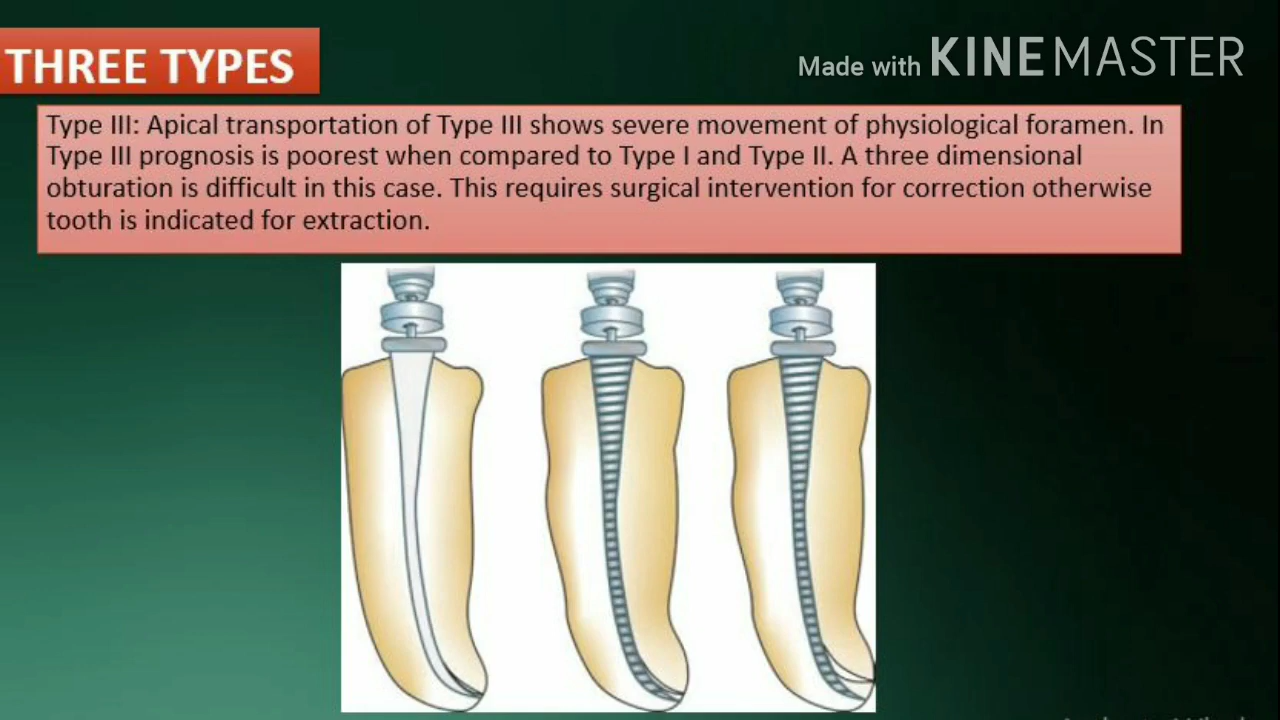 THREE TYPES
Made with KINEMASTER
Type III: Apical transportation of Type III shows severe movement of physiological foramen. In
Type III prognosis is poorest when compared to Type I and Type II. A three dimensional
obturation is difficult in this case. This requires surgical intervention for correction otherwise
tooth is indicated for extraction.